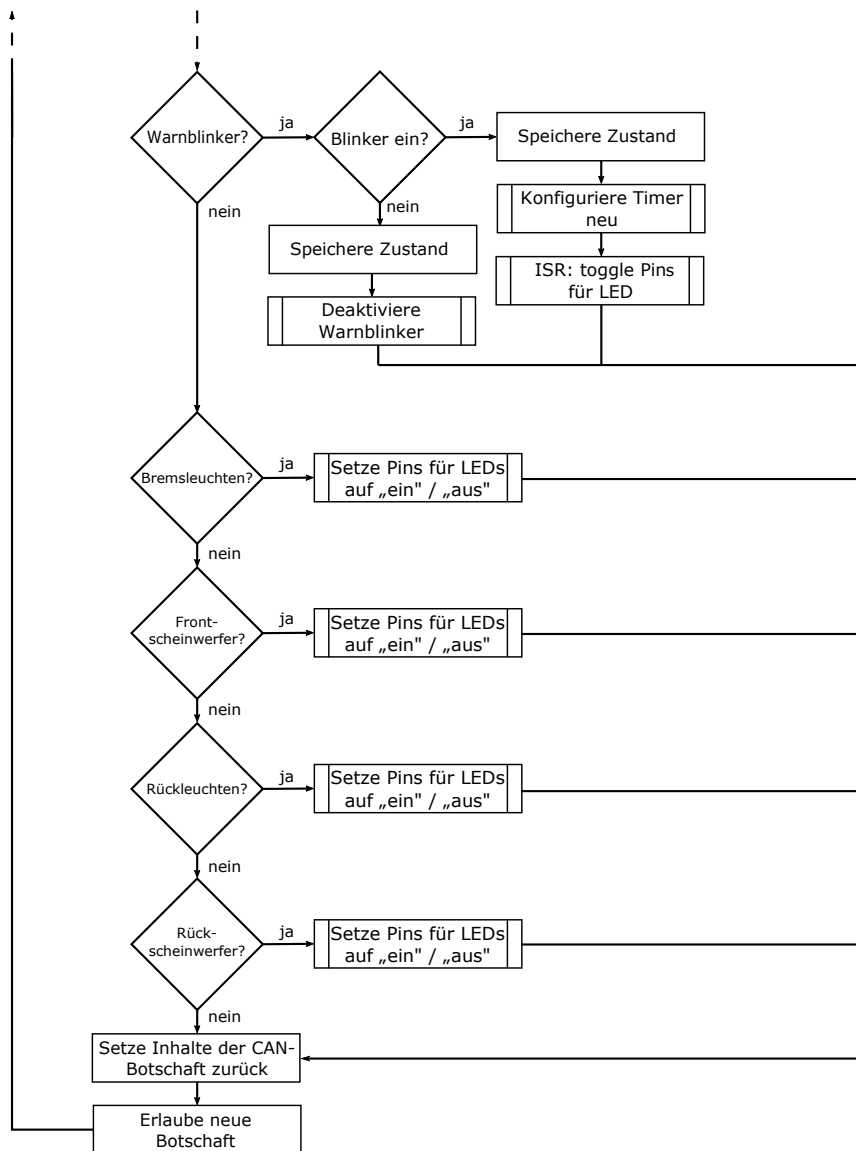 Warnblinker?
ja
Blinker ein?
ja
Speichere Zustand
nein
nein
Konfiguriere Timer
neu
Speichere Zustand
ISR: toggle Pins
für LED
Deaktiviere
Warnblinker
Bremsleuchten?
ja
Setze Pins für LEDs
auf „ein" / „aus"
nein
Front-
scheinwerfer?
ja
Setze Pins für LEDs
auf „ein" / „aus"
nein
Rückleuchten?
ja
Setze Pins für LEDs
auf „ein" / „aus"
nein
Rück-
scheinwerfer?
ja
Setze Pins für LEDs
auf „ein" / „aus"
nein
Setze Inhalte der CAN-
Botschaft zurück
Erlaube neue
Botschaft